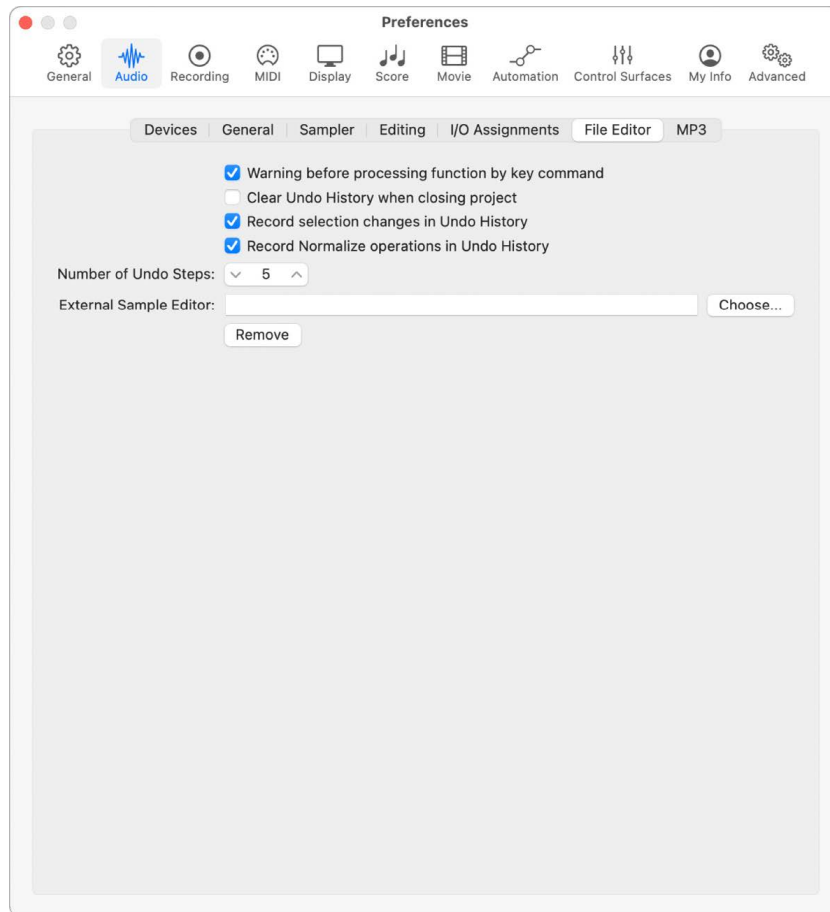 Preferences
General Audio Recording MIDI Display Score Movie Automation Control Surfaces My Info Advanced
Devices General Sampler Editing I/O Assignments File Editor MP3
Warning before processing function by key command
Clear Undo History when closing project
Record selection changes in Undo History
Record Normalize operations in Undo History
Number of Undo Steps: 5
External Sample Editor: Choose...
Remove